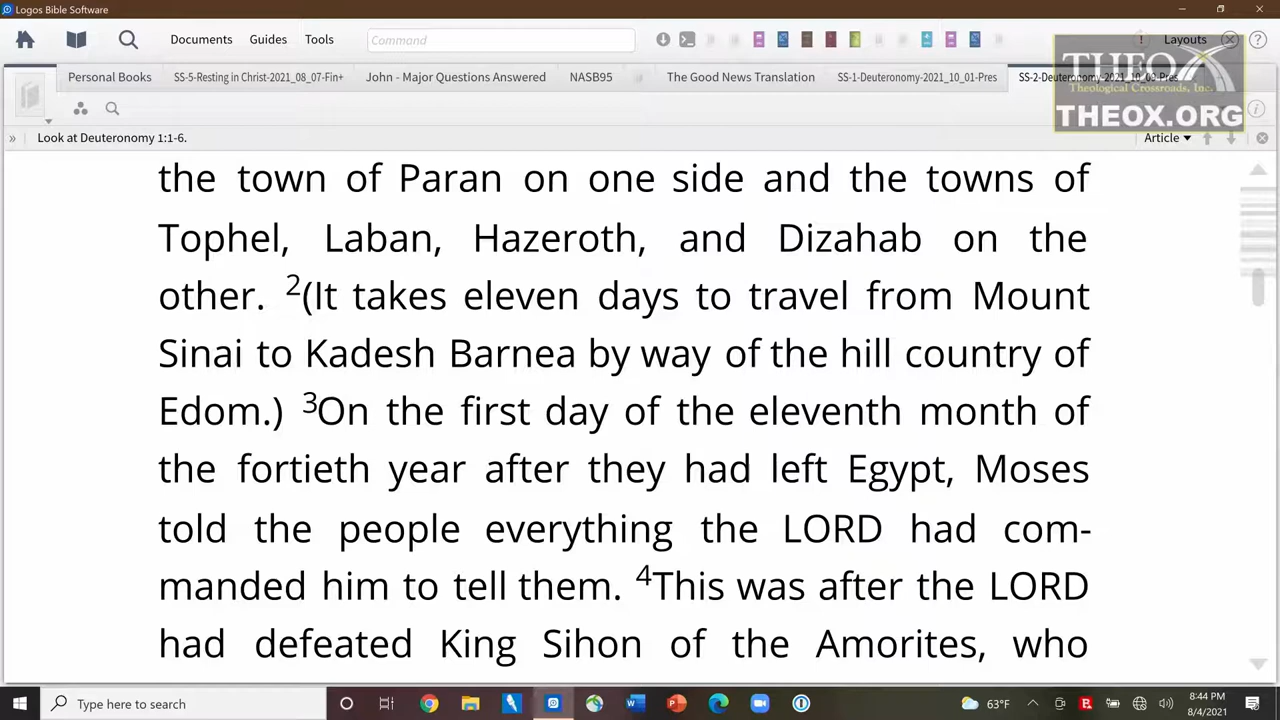 Logos Bible Software
Documents Guides Tools Command ! Layouts
Personal Books SS-5-Resting in Christ-2021_08_07-Fin+ John - Major Questions Answered NASB95 The Good News Translation SS-1-Deuteronomy-2021_10_01-Pres
THEOX
Theological Crossroads, Inc.
THEOX.ORG
» Look at Deuteronomy 1:1-6. Article
the town of Paran on one side and the towns of
Tophel, Laban, Hazeroth, and Dizahab on the
other. 2(It takes eleven days to travel from Mount
Sinai to Kadesh Barnea by way of the hill country of
Edom.) 3On the first day of the eleventh month of
the fortieth year after they had left Egypt, Moses
told the people everything the LORD had com-
manded him to tell them. 4This was after the LORD
had defeated King Sihon of the Amorites, who
Type here to search 63°F 8:44 PM
8/4/2021